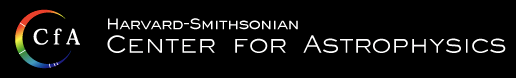 CfA
Harvard-Smithsonian
Center for Astrophysics